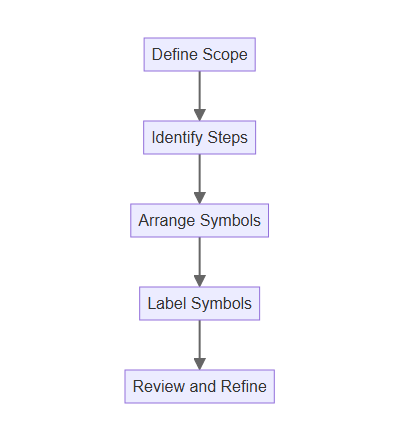 Define Scope
Identify Steps
Arrange Symbols
Label Symbols
Review and Refine